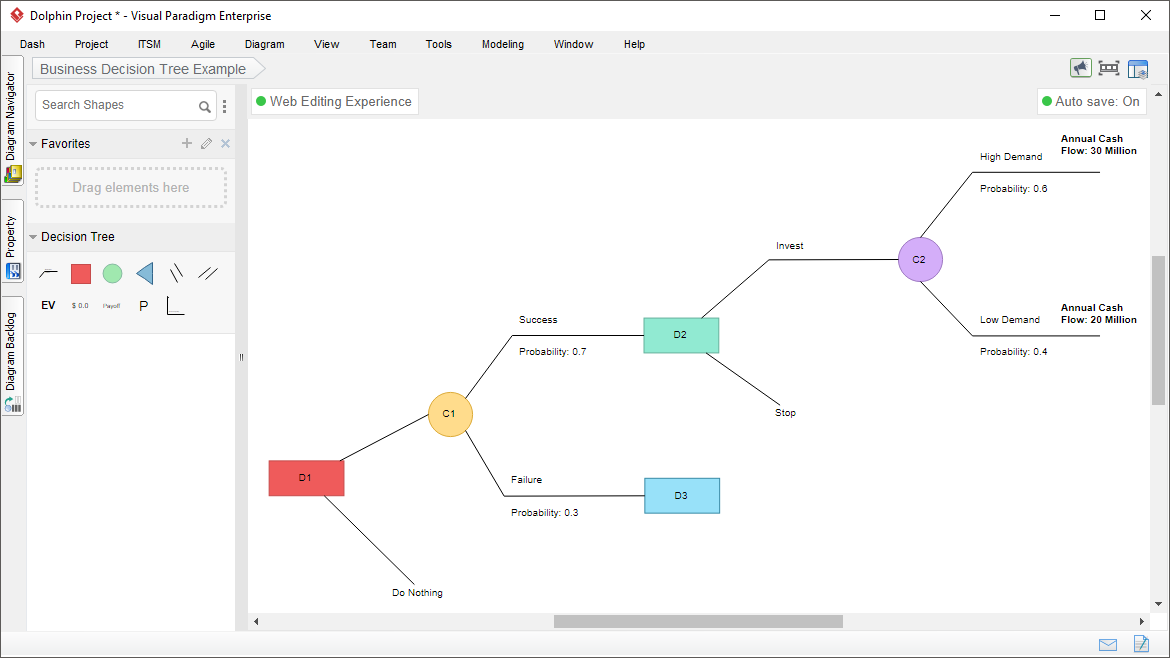 Dolphin Project * - Visual Paradigm Enterprise
Dash Project ITSM Agile Diagram View Team Tools Modeling Window Help
Business Decision Tree Example
Diagram Navigator
Property
Diagram Backlog
Search Shapes
Favorites
Drag elements here
Decision Tree
EV $ 0.0 Payoff P
Web Editing Experience
Auto save: On
Annual Cash
Flow: 30 Million
High Demand
Probability: 0.6
Invest
C2
Annual Cash
Flow: 20 Million
Low Demand
Probability: 0.4
Success
Probability: 0.7
D2
Stop
C1
D1
Failure
Probability: 0.3
D3
Do Nothing